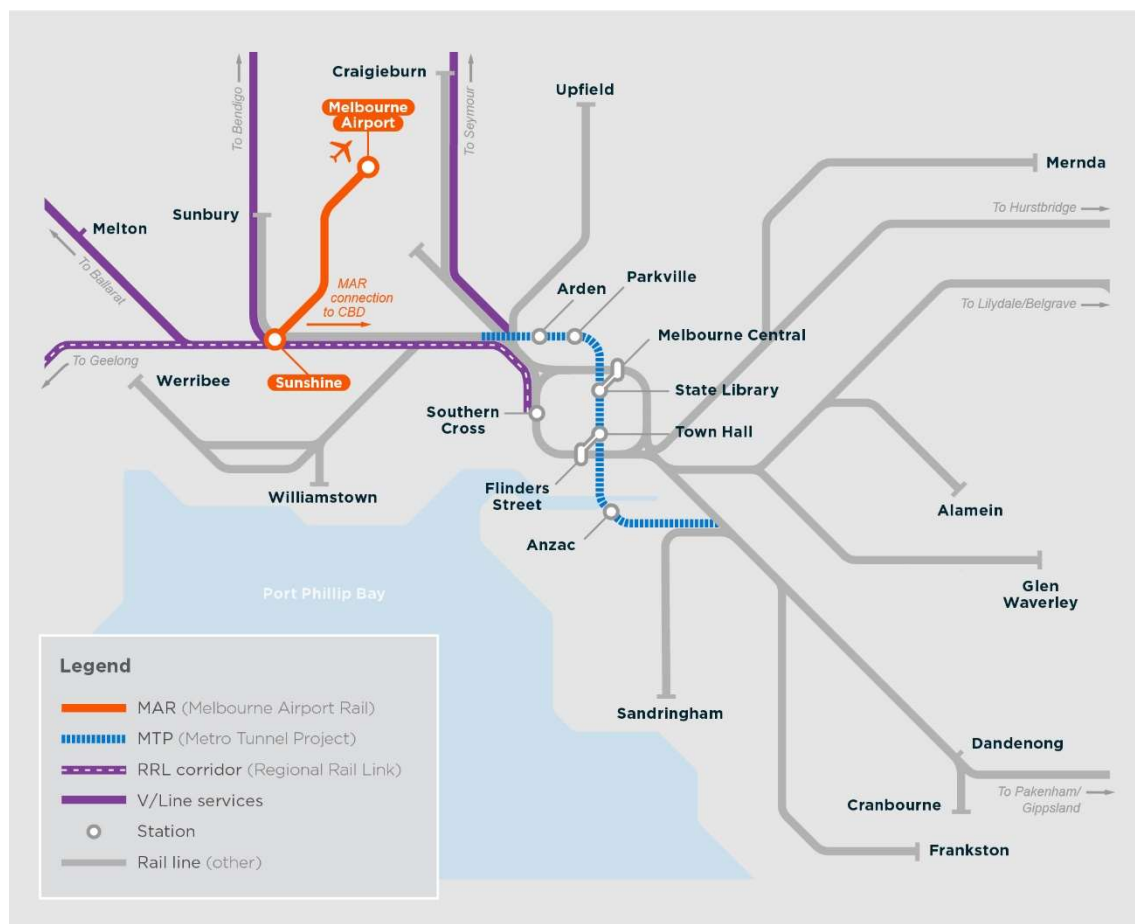 Craigieburn
To Seymour
Upfield
Melbourne
Airport
To Bendigo
Mernda
Sunbury
To Hurstbridge
Melton
To Ballarat
MAR
connection
to CBD
Arden
Parkville
To Lilydale/Belgrave
Melbourne Central
To Geelong
Werribee
Sunshine
State Library
Southern
Cross
Town Hall
Williamstown
Flinders
Street
Alamein
Anzac
Glen
Waverley
Port Phillip Bay
Sandringham
Dandenong
To Pakenham/
Gippsland
Cranbourne
Frankston
Legend
MAR (Melbourne Airport Rail)
MTP (Metro Tunnel Project)
RRL corridor (Regional Rail Link)
V/Line services
Station
Rail line (other)